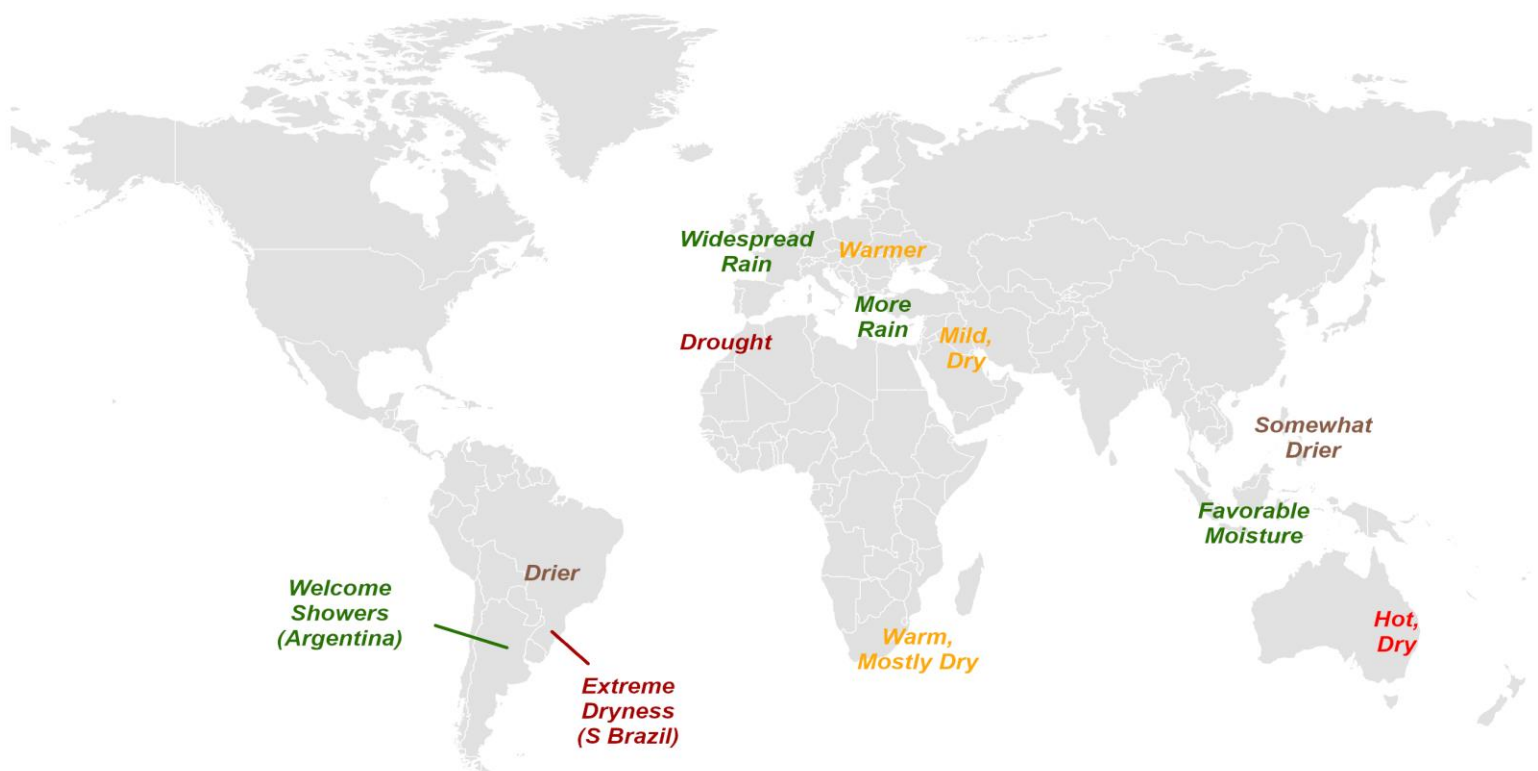 Widespread
Rain
Warmer
More
Rain
Drought
Mild,
Dry
Somewhat
Drier
Favorable
Moisture
Drier
Welcome
Showers
(Argentina)
Extreme
Dryness
(S Brazil)
Warm,
Mostly Dry
Hot,
Dry